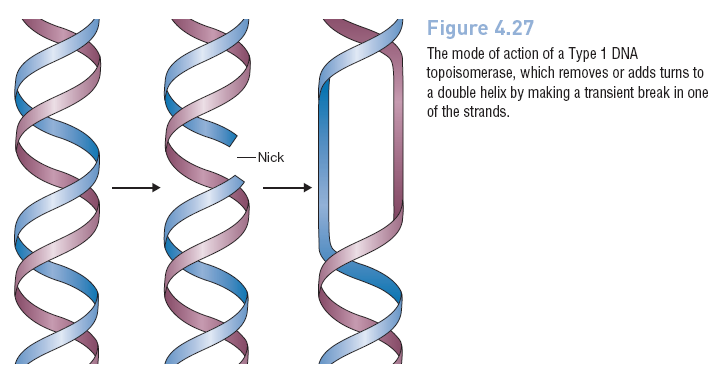 Figure 4.27
The mode of action of a Type 1 DNA
topoisomerase, which removes or adds turns to
a double helix by making a transient break in one
of the strands.
Nick